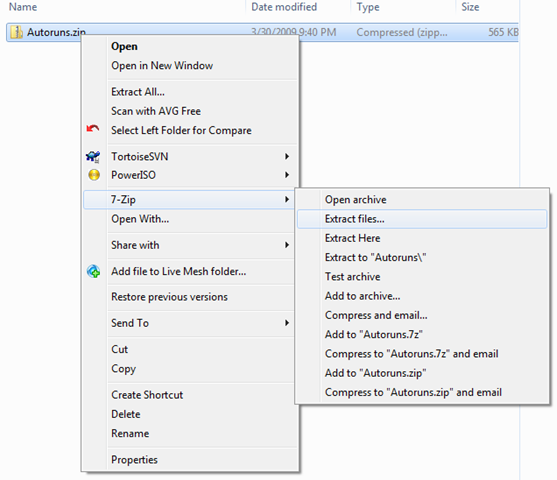 Name Date modified Type Size
Autoruns.zip 3/30/2009 9:40 PM Compressed (zipp... 565 KB
Open
Open in New Window
Extract All...
Scan with AVG Free
Select Left Folder for Compare
TortoiseSVN
PowerISO
7-Zip
Open With...
Share with
Add file to Live Mesh folder...
Restore previous versions
Send To
Cut
Copy
Create Shortcut
Delete
Rename
Properties
Open archive
Extract files...
Extract Here
Extract to "Autoruns\"
Test archive
Add to archive...
Compress and email...
Add to "Autoruns.7z"
Compress to "Autoruns.7z" and email
Add to "Autoruns.zip"
Compress to "Autoruns.zip" and email